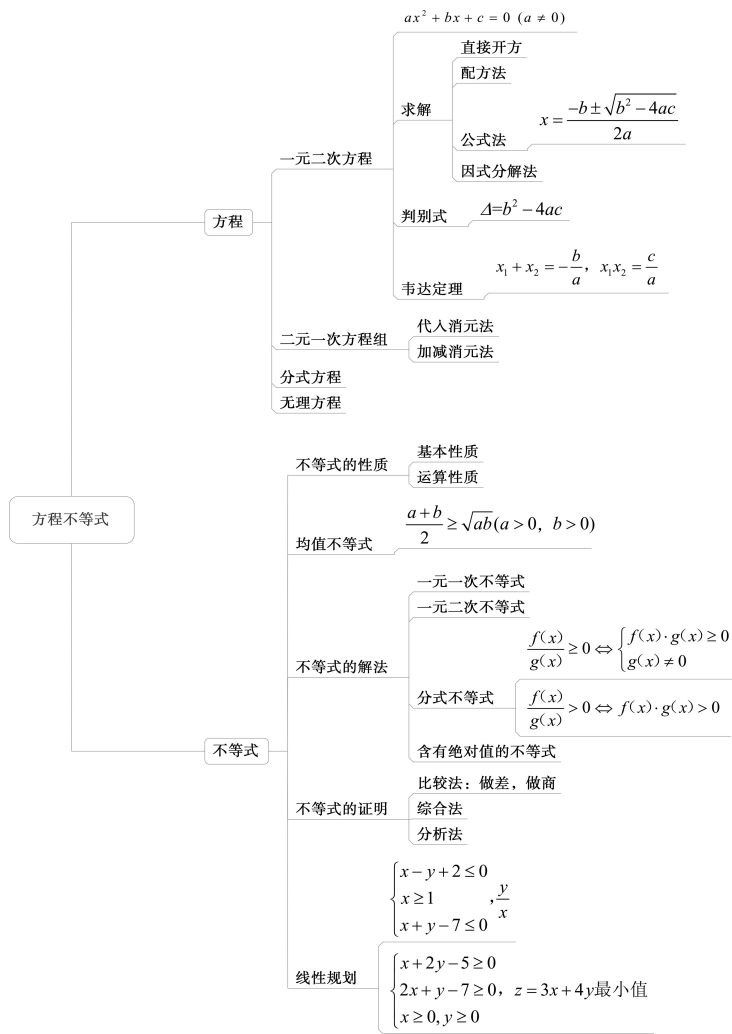 方程不等式
方程
一元二次方程
ax² + bx + c = 0 (a ≠ 0)
求解
直接开方
配方法
公式法
x = \frac{-b ± \sqrt{b² − 4ac}}{2a}
因式分解法
判别式
Δ=b² − 4ac
韦达定理
x₁ + x₂ = −\frac{b}{a}，x₁x₂ = \frac{c}{a}
二元一次方程组
代入消元法
加减消元法
分式方程
无理方程
不等式
不等式的性质
基本性质
运算性质
均值不等式
\frac{a+b}{2} ≥ \sqrt{ab}(a > 0，b > 0)
不等式的解法
一元一次不等式
一元二次不等式
分式不等式
\frac{f(x)}{g(x)} ≥ 0 ⇔ { f(x)·g(x) ≥ 0
g(x) ≠ 0
\frac{f(x)}{g(x)} > 0 ⇔ f(x)·g(x) > 0
含有绝对值的不等式
不等式的证明
比较法：做差，做商
综合法
分析法
线性规划
{ x − y + 2 ≤ 0
x ≥ 1 ，\frac{y}{x}
x + y − 7 ≤ 0
{ x + 2y − 5 ≥ 0
2x + y − 7 ≥ 0，z = 3x + 4y最小值
x ≥ 0, y ≥ 0